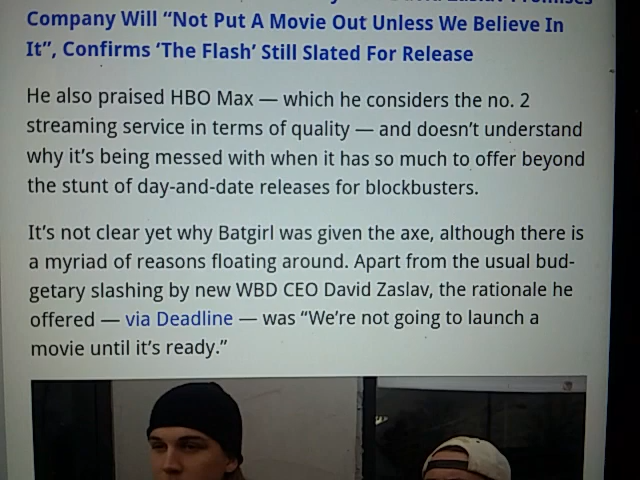 Company Will “Not Put A Movie Out Unless We Believe In
It”, Confirms ‘The Flash’ Still Slated For Release
He also praised HBO Max — which he considers the no. 2
streaming service in terms of quality — and doesn’t understand
why it’s being messed with when it has so much to offer beyond
the stunt of day-and-date releases for blockbusters.
It’s not clear yet why Batgirl was given the axe, although there is
a myriad of reasons floating around. Apart from the usual bud-
getary slashing by new WBD CEO David Zaslav, the rationale he
offered — via Deadline — was “We’re not going to launch a
movie until it’s ready.”